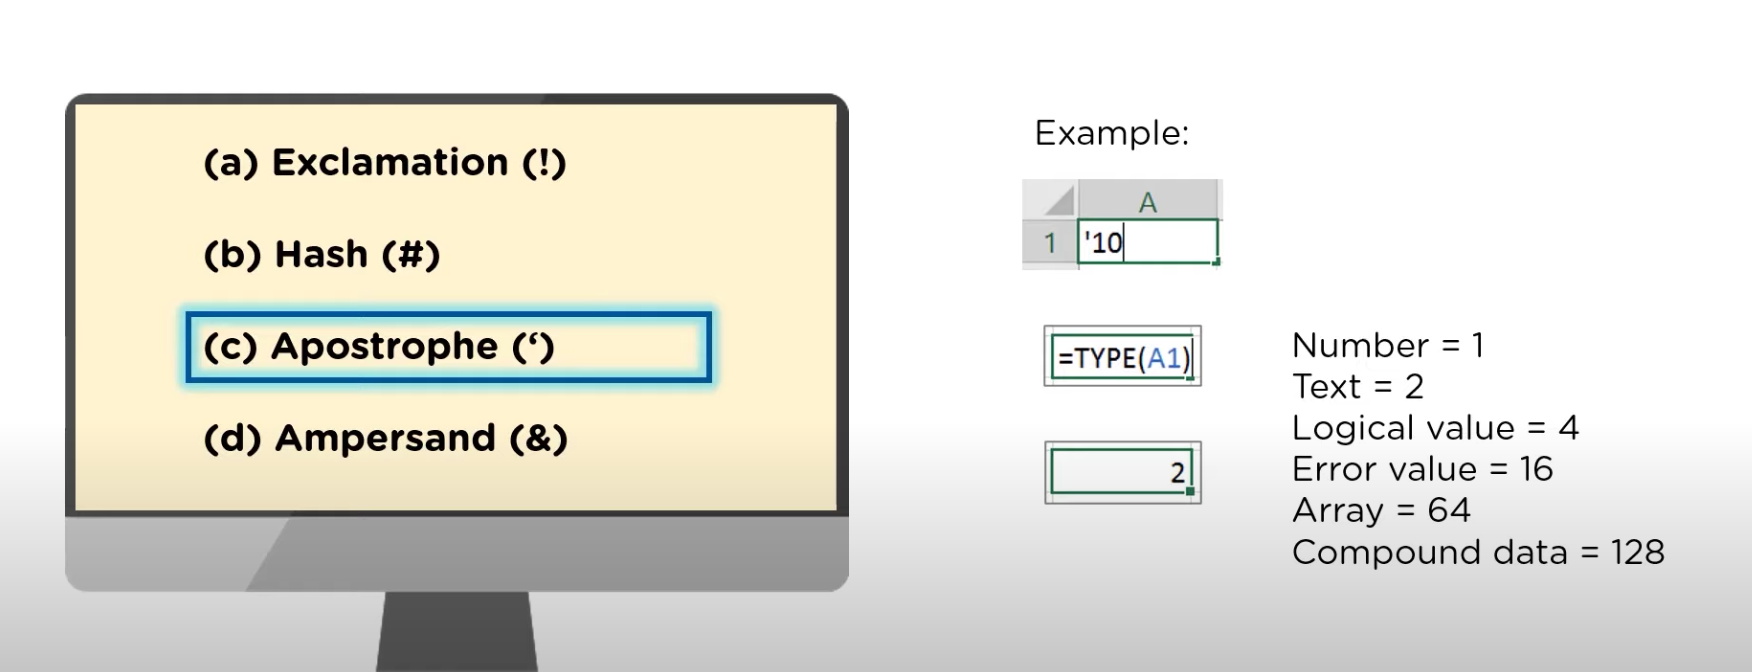 (a) Exclamation (!)
(b) Hash (#)
(c) Apostrophe (‘)
(d) Ampersand (&)
Example:
A
1 '10
=TYPE(A1)
2
Number = 1
Text = 2
Logical value = 4
Error value = 16
Array = 64
Compound data = 128